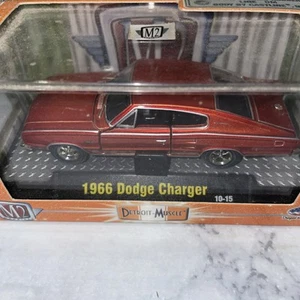 M2
1966 Dodge Charger
10-15
M2
DETROIT-MUSCLE